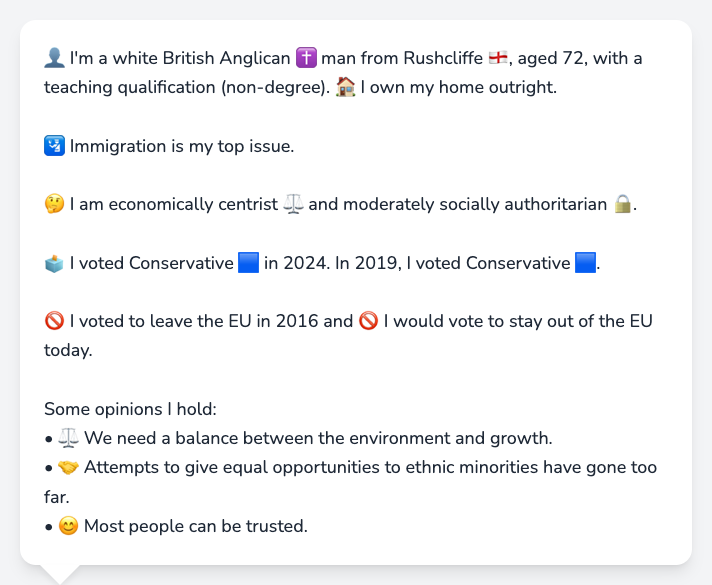 👤 I'm a white British Anglican ✝️ man from Rushcliffe 🏴󠁧󠁢󠁥󠁮󠁧󠁿, aged 72, with a
teaching qualification (non-degree). 🏠 I own my home outright.
🛂 Immigration is my top issue.
🤔 I am economically centrist ⚖️ and moderately socially authoritarian 🔒.
🗳️ I voted Conservative 🟦 in 2024. In 2019, I voted Conservative 🟦.
🚫 I voted to leave the EU in 2016 and 🚫 I would vote to stay out of the EU
today.
Some opinions I hold:
• ⚖️ We need a balance between the environment and growth.
• 🤝 Attempts to give equal opportunities to ethnic minorities have gone too
far.
• 😊 Most people can be trusted.